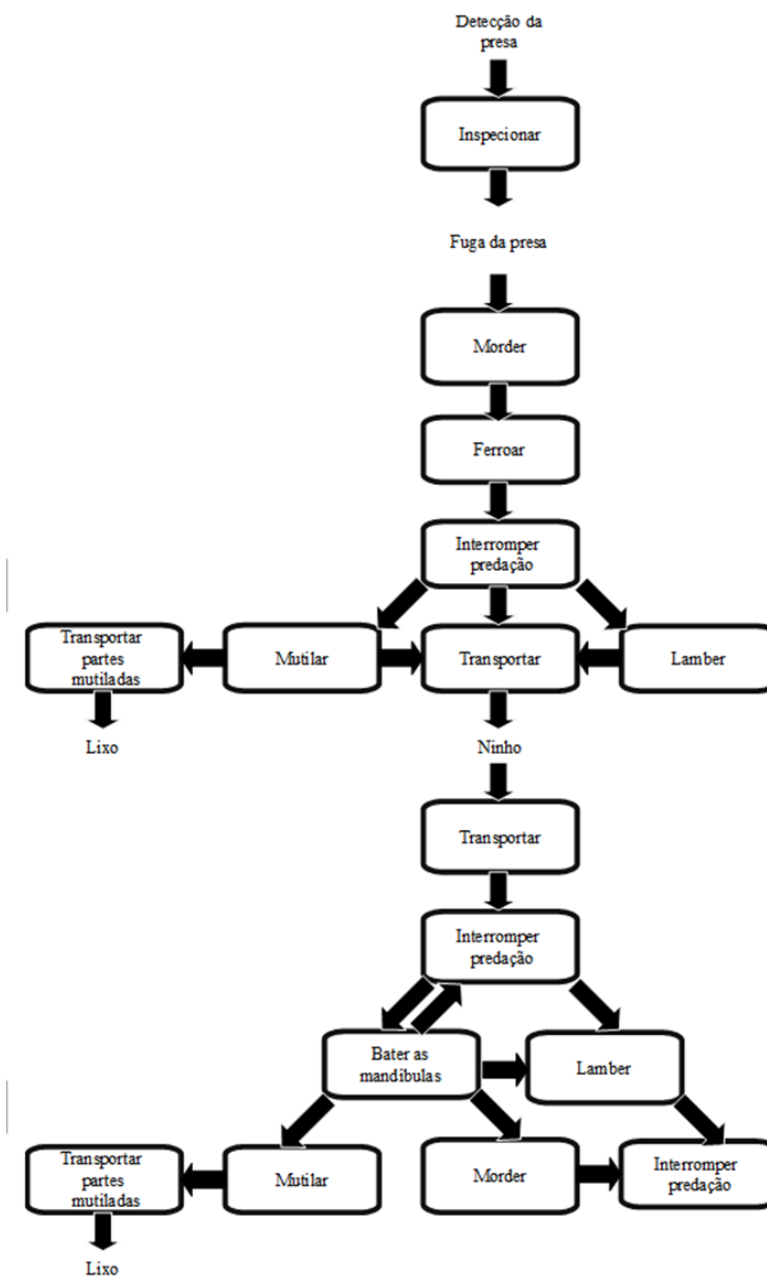 Detecção da
presa
Inspecionar
Fuga da presa
Morder
Ferroar
Interromper
predação
Transportar
partes
mutiladas
Mutilar
Transportar
Lamber
Lixo
Ninho
Transportar
Interromper
predação
Bater as
mandíbulas
Lamber
Transportar
partes
mutiladas
Mutilar
Morder
Interromper
predação
Lixo